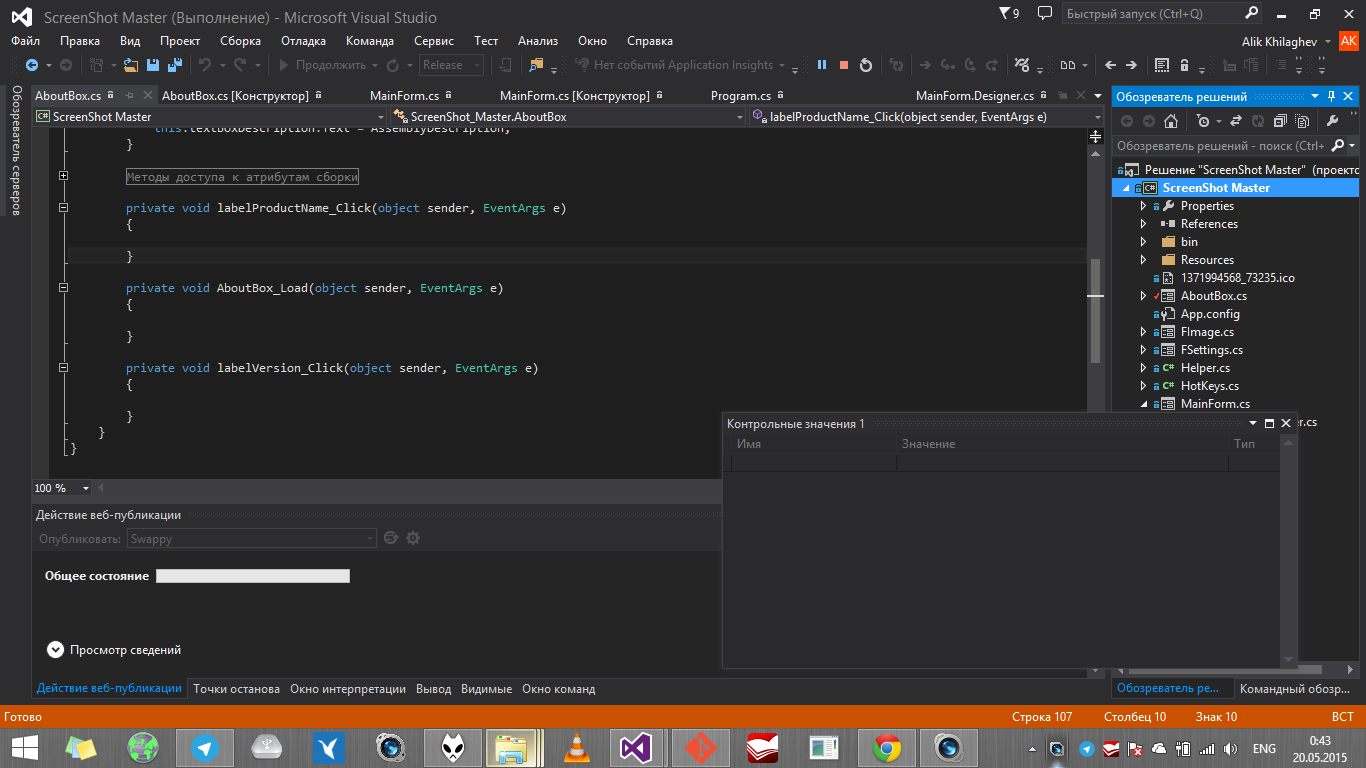 ScreenShot Master (Выполнение) - Microsoft Visual Studio
9
Быстрый запуск (Ctrl+Q)
Файл Правка Вид Проект Сборка Отладка Команда Сервис Тест Анализ Окно Справка
Alik Khilaghev AK
Продолжить Release Нет событий Application Insights
Обозреватель серверов
AboutBox.cs AboutBox.cs [Конструктор] MainForm.cs MainForm.cs [Конструктор] Program.cs MainForm.Designer.cs
ScreenShot Master ScreenShot_Master.AboutBox labelProductName_Click(object sender, EventArgs e)
this.textBoxDescription.Text = AssemblyDescription;
}
Методы доступа к атрибутам сборки
private void labelProductName_Click(object sender, EventArgs e)
{
}
private void AboutBox_Load(object sender, EventArgs e)
{
}
private void labelVersion_Click(object sender, EventArgs e)
{
}
}
}
100 %
Обозреватель решений
Обозреватель решений - поиск (Ctrl+
Решение "ScreenShot Master" (проектс
ScreenShot Master
Properties
References
bin
Resources
1371994568_73235.ico
AboutBox.cs
App.config
FImage.cs
FSettings.cs
Helper.cs
HotKeys.cs
MainForm.cs
er.cs
Контрольные значения 1
Имя Значение Тип
Действие веб-публикации
Опубликовать: Swappy
Общее состояние
Просмотр сведений
Действие веб-публикации Точки останова Окно интерпретации Вывод Видимые Окно команд
Обозреватель ре... Командный обозр...
Готово Строка 107 Столбец 10 Знак 10 ВСТ
ENG
0:43
20.05.2015